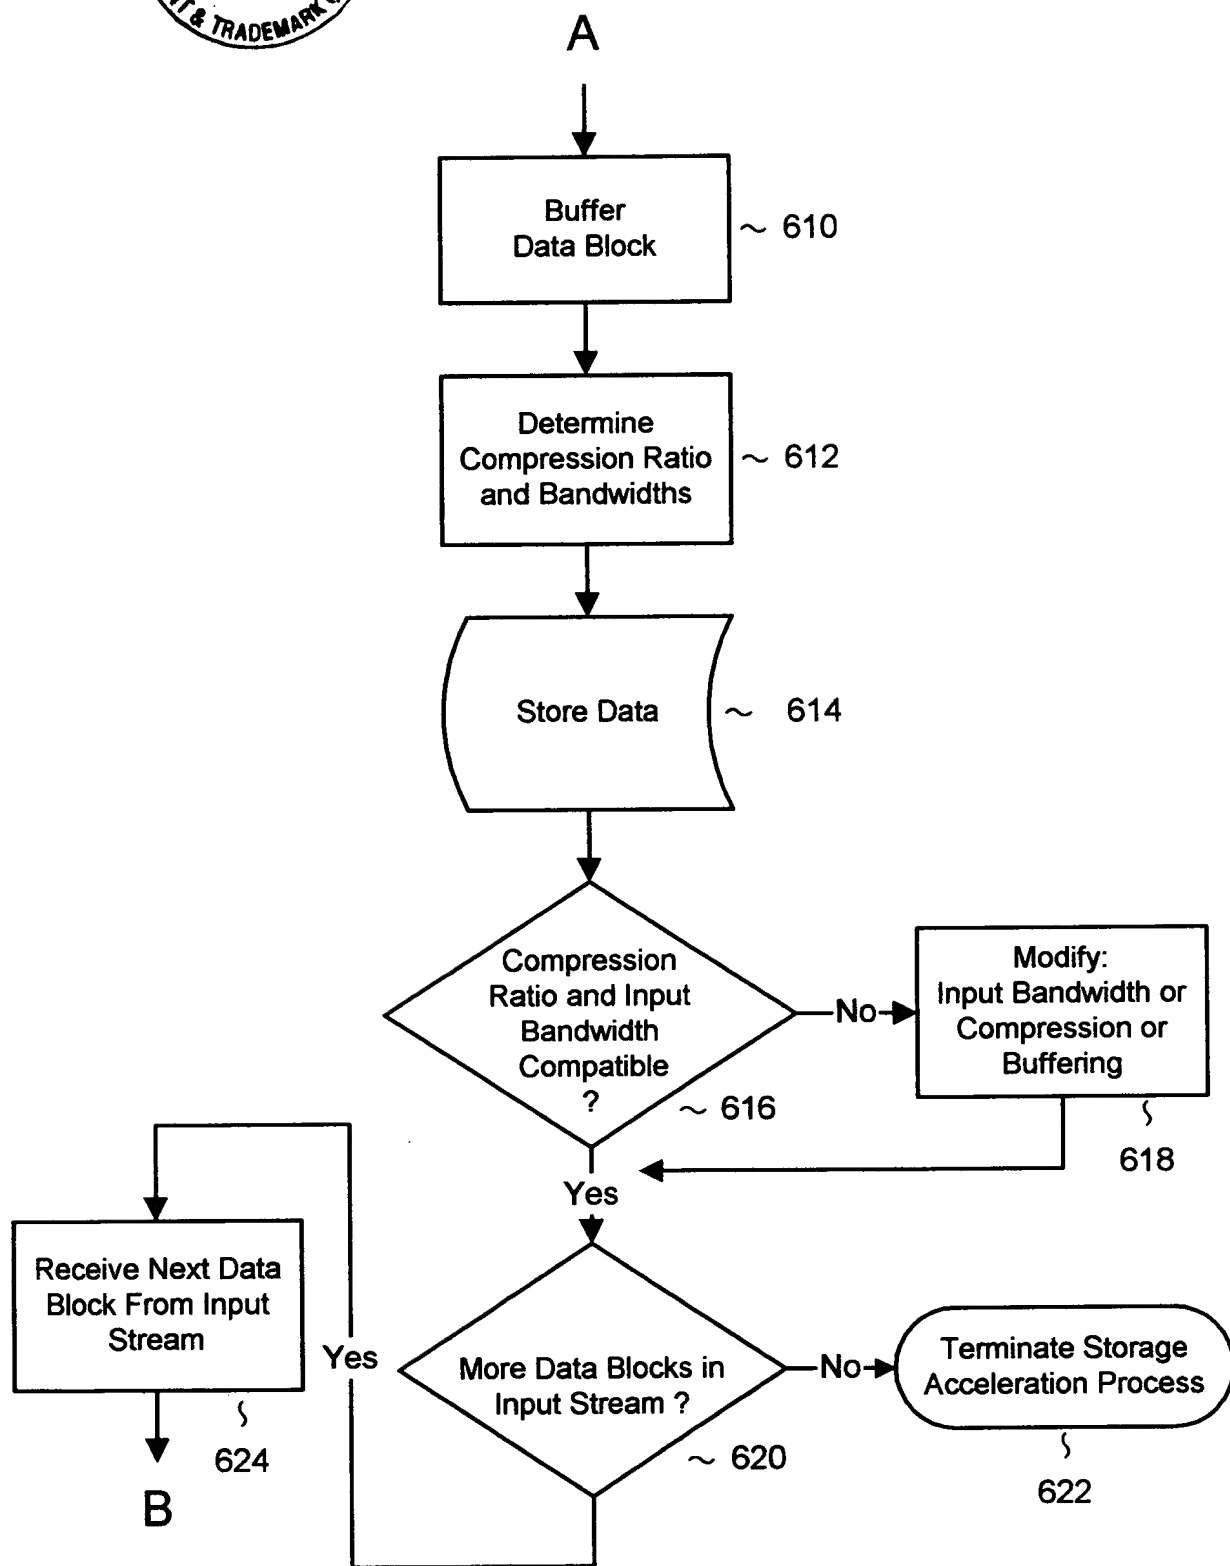 & TRADEMARK
A
Buffer
Data Block
~ 610
Determine
Compression Ratio
and Bandwidths
~ 612
Store Data
~ 614
Compression
Ratio and Input
Bandwidth
Compatible
?
~ 616
No
Modify:
Input Bandwidth or
Compression or
Buffering
618
Yes
Receive Next Data
Block From Input
Stream
624
B
Yes
More Data Blocks in
Input Stream ?
~ 620
No
Terminate Storage
Acceleration Process
622